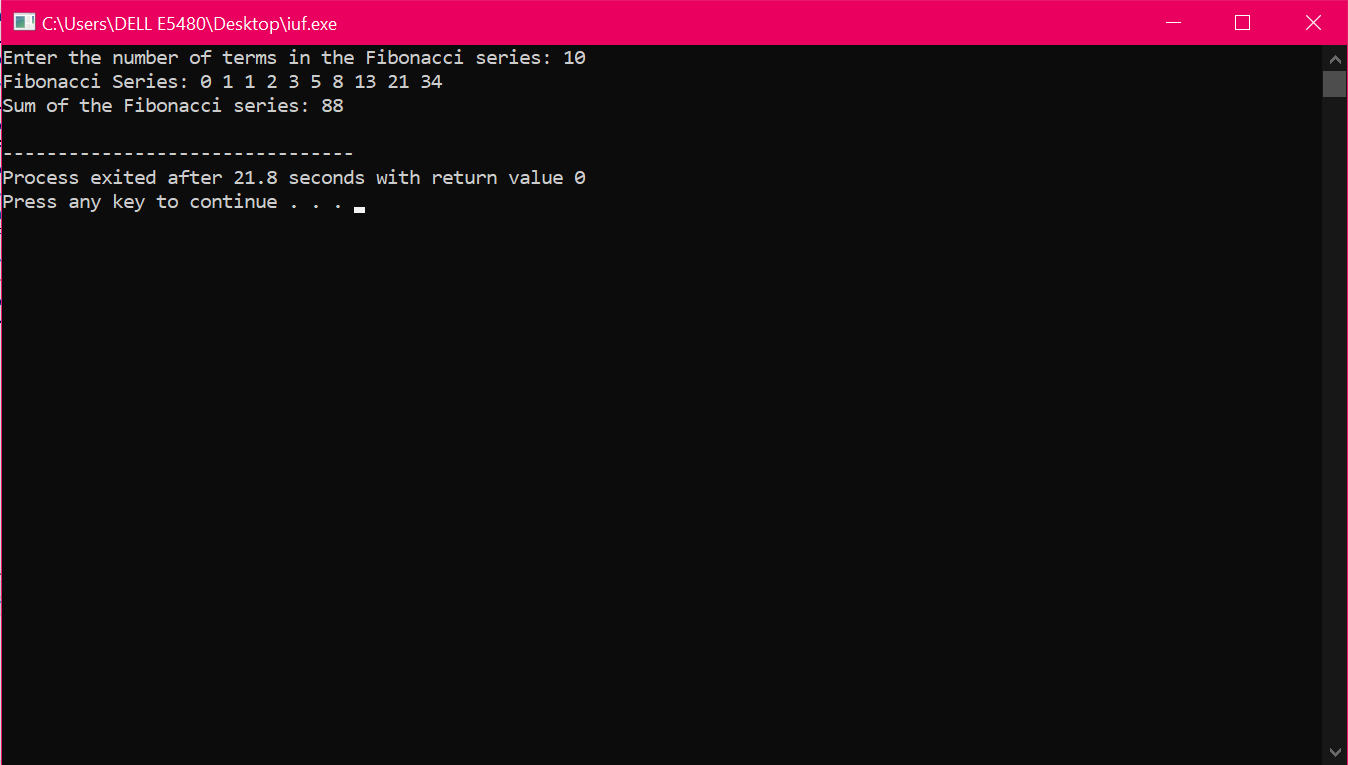 C:\Users\DELL E5480\Desktop\iuf.exe
Enter the number of terms in the Fibonacci series: 10
Fibonacci Series: 0 1 1 2 3 5 8 13 21 34
Sum of the Fibonacci series: 88
--------------------------------
Process exited after 21.8 seconds with return value 0
Press any key to continue . . .